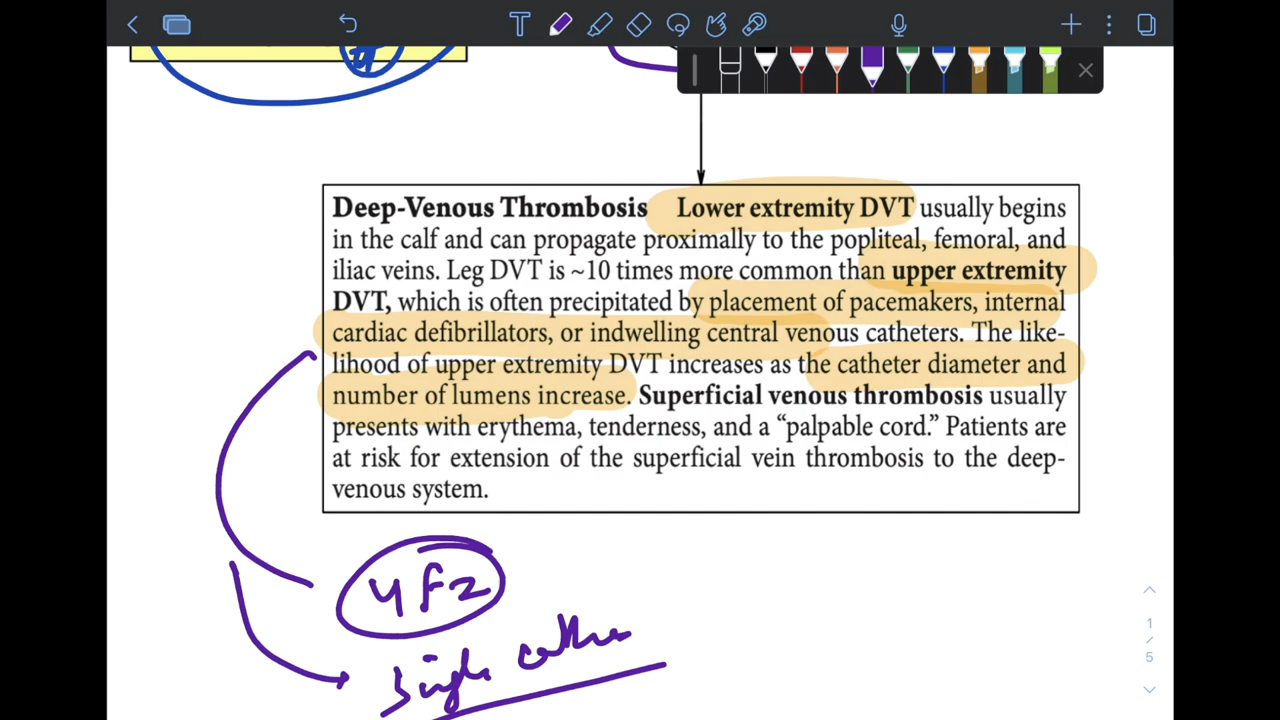 Deep-Venous Thrombosis Lower extremity DVT usually begins
in the calf and can propagate proximally to the popliteal, femoral, and
iliac veins. Leg DVT is ~10 times more common than upper extremity
DVT, which is often precipitated by placement of pacemakers, internal
cardiac defibrillators, or indwelling central venous catheters. The like-
lihood of upper extremity DVT increases as the catheter diameter and
number of lumens increase. Superficial venous thrombosis usually
presents with erythema, tenderness, and a “palpable cord.” Patients are
at risk for extension of the superficial vein thrombosis to the deep-
venous system.
Single
1
/
5